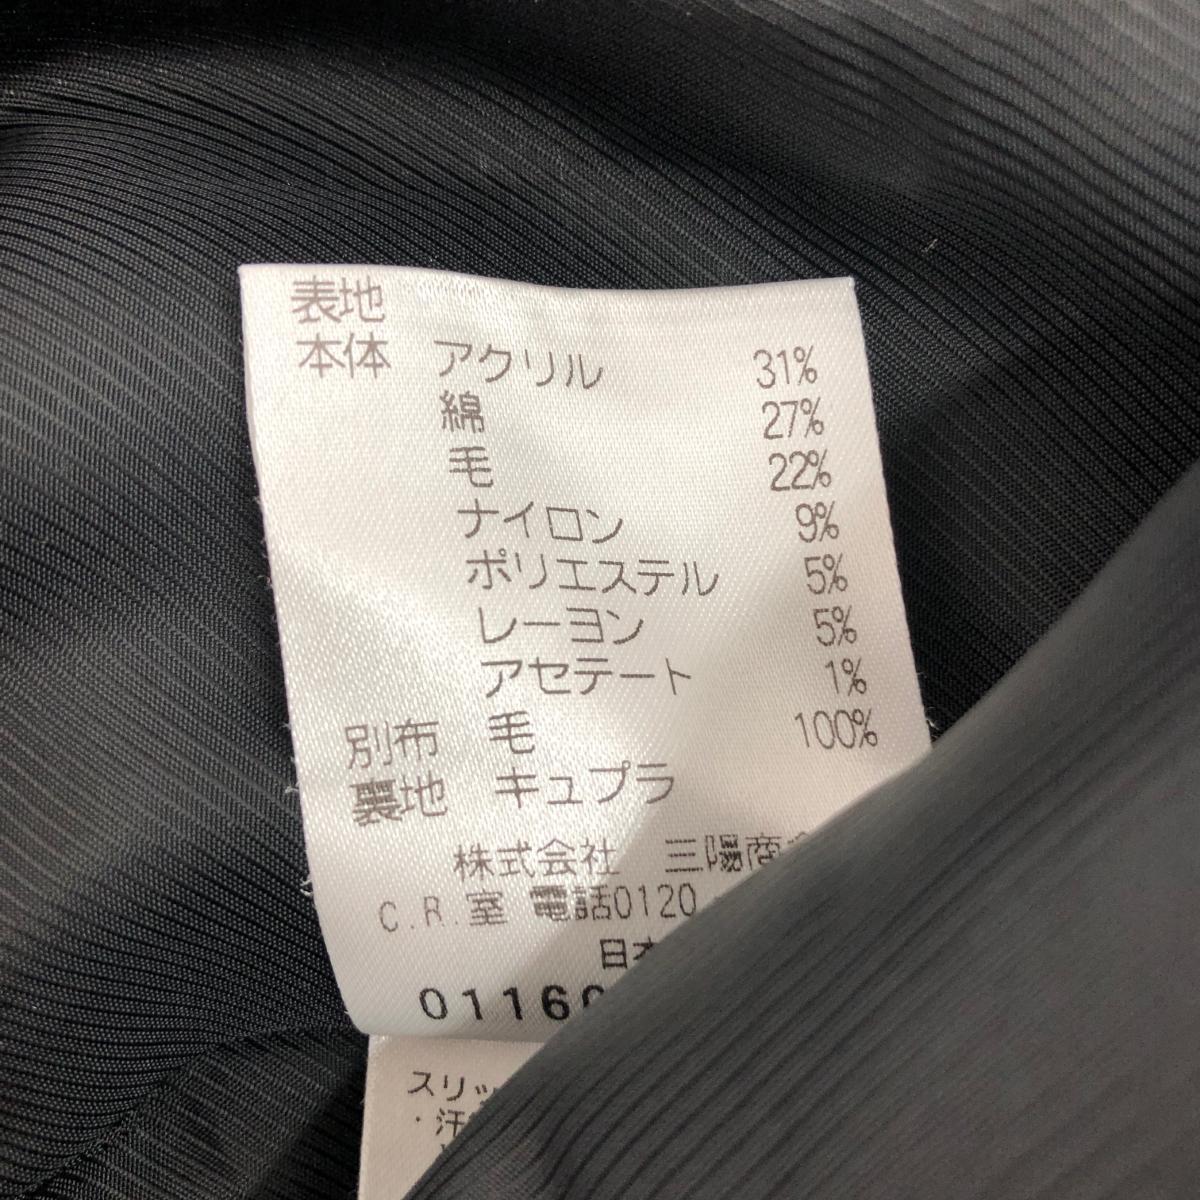 表地
本体 アクリル 31%
綿 27%
毛 22%
ナイロン 9%
ポリエステル 5%
レーヨン 5%
アセテート 1%
別布 毛 100%
裏地 キュプラ
株式会社 三陽商
C.R.室 電話0120
日本
0116
スリッ
・汗